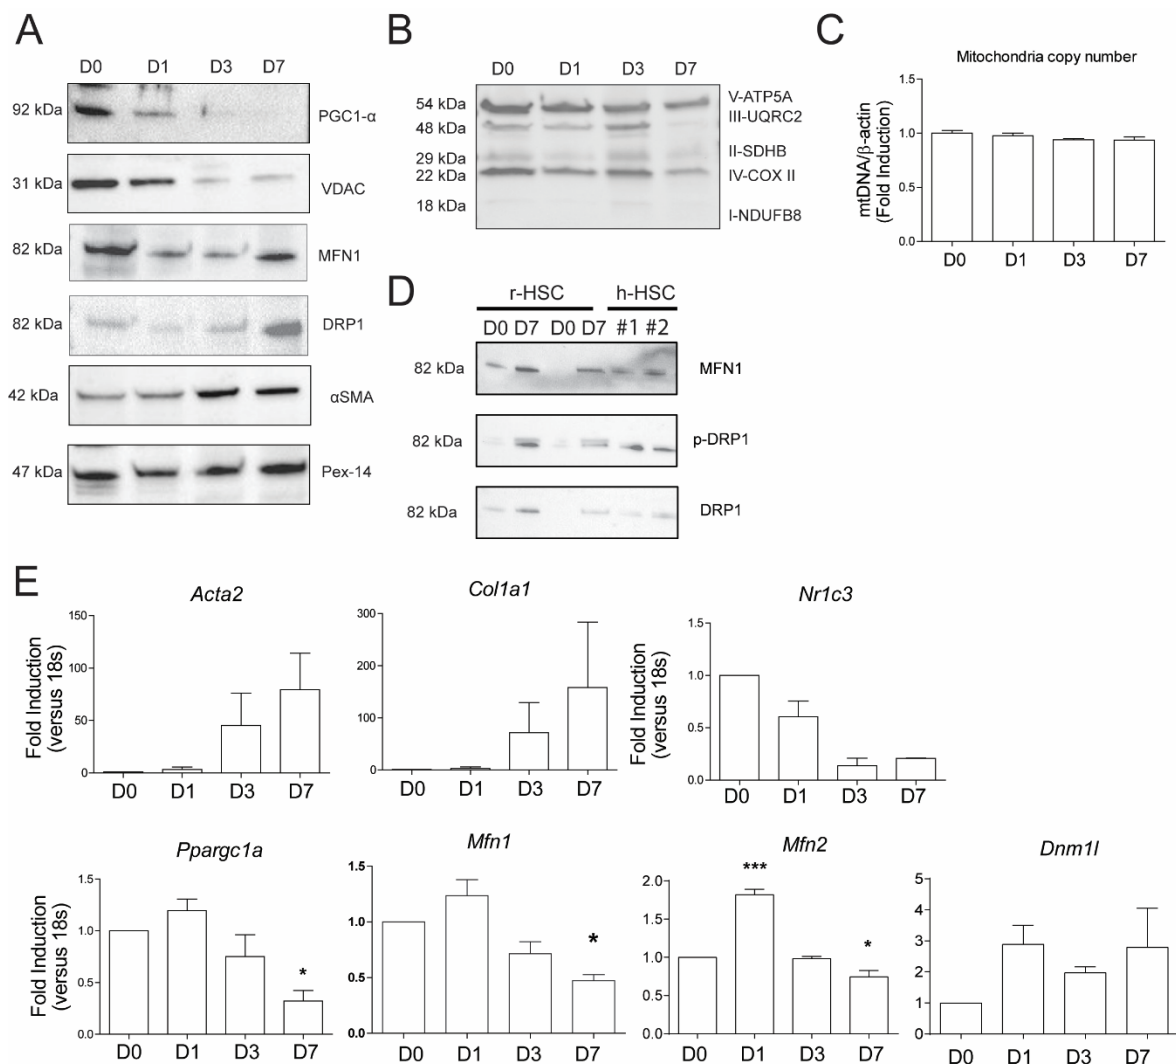 A
D0 D1 D3 D7
92 kDa PGC1-α
31 kDa VDAC
82 kDa MFN1
82 kDa DRP1
42 kDa αSMA
47 kDa Pex-14
B
D0 D1 D3 D7
54 kDa V-ATP5A
48 kDa III-UQRC2
29 kDa II-SDHB
22 kDa IV-COX II
18 kDa I-NDUFB8
C
Mitochondria copy number
mtDNA/β-actin
(Fold Induction)
1.5
1.0
0.5
0.0
D0 D1 D3 D7
D
r-HSC h-HSC
D0 D7 D0 D7 #1 #2
82 kDa MFN1
82 kDa p-DRP1
82 kDa DRP1
E
Acta2
Fold Induction
(versus 18s)
100
75
50
25
0
D0 D1 D3 D7
Col1a1
300
200
100
0
D0 D1 D3 D7
Nr1c3
Fold Induction
(versus 18s)
1.5
1.0
0.5
0.0
D0 D1 D3 D7
Ppargc1a
Fold Induction
(versus 18s)
1.5
1.0
0.5
0.0
*
D0 D1 D3 D7
Mfn1
1.5
1.0
0.5
0.0
*
D0 D1 D3 D7
Mfn2
Fold Induction
(versus 18s)
2.0
1.5
1.0
0.5
0.0
***
*
D0 D1 D3 D7
Dnm1l
5
4
3
2
1
0
D0 D1 D3 D7